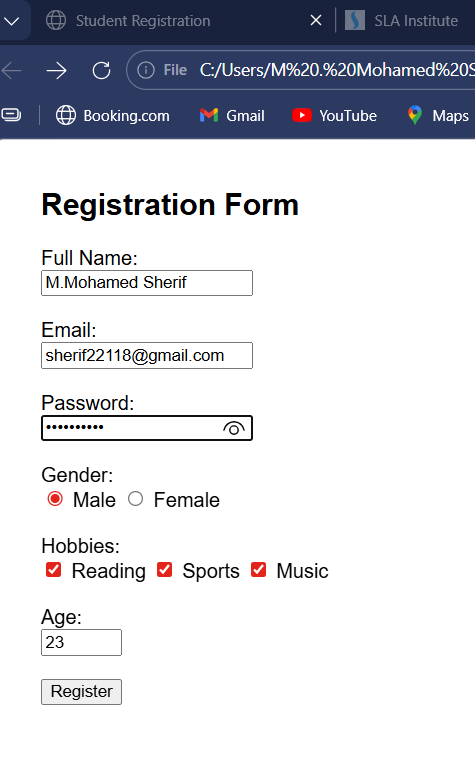 Student Registration
SLA Institute
File C:/Users/M%20.%20Mohamed%20S
Booking.com Gmail YouTube Maps
Registration Form
Full Name:
M.Mohamed Sherif
Email:
sherif22118@gmail.com
Password:
••••••••••
Gender:
Male Female
Hobbies:
Reading Sports Music
Age:
23
Register